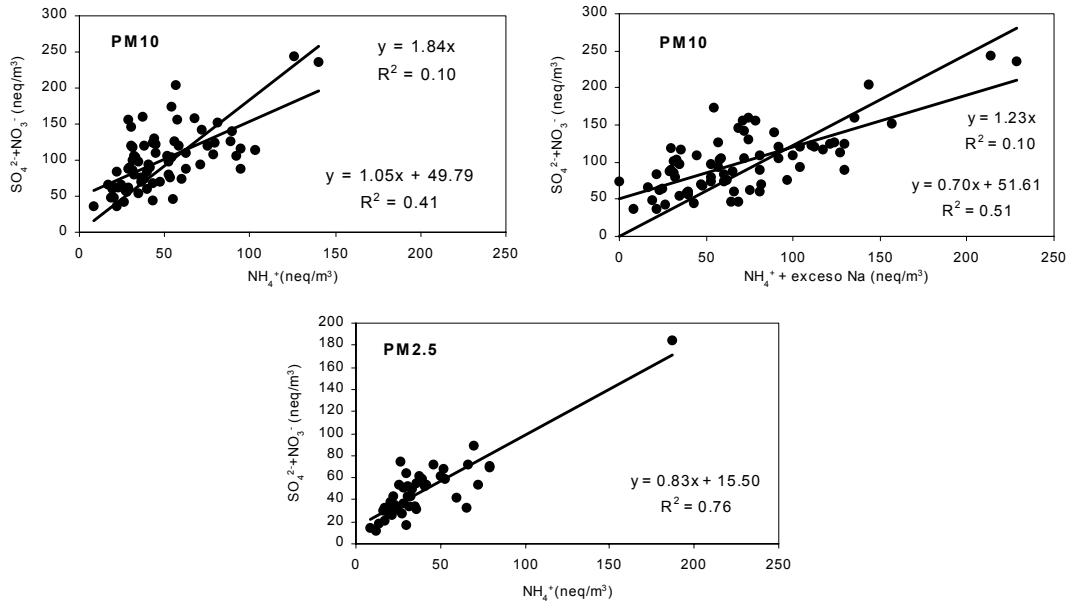 PM10
y = 1.84x
R² = 0.10
1.05x + 49.79
R² = 0.41
SO₄²⁻+NO₃⁻ (neq/m³)
300
250
200
150
100
50
0
0 50 100 150 200 250
NH₄⁺(neq/m³)
PM10
y = 1.23x
R² = 0.10
y = 0.70x + 51.61
R² = 0.51
SO₄²⁻+NO₃⁻ (neq/m³)
300
250
200
150
100
50
0
0 50 100 150 200 250
NH₄⁺ + exceso Na (neq/m³)
PM2.5
y = 0.83x + 15.50
R² = 0.76
SO₄²⁻+NO₃⁻ (neq/m³)
200
180
160
140
120
100
80
60
40
20
0
0 50 100 150 200 250
NH₄⁺ (neq/m³)